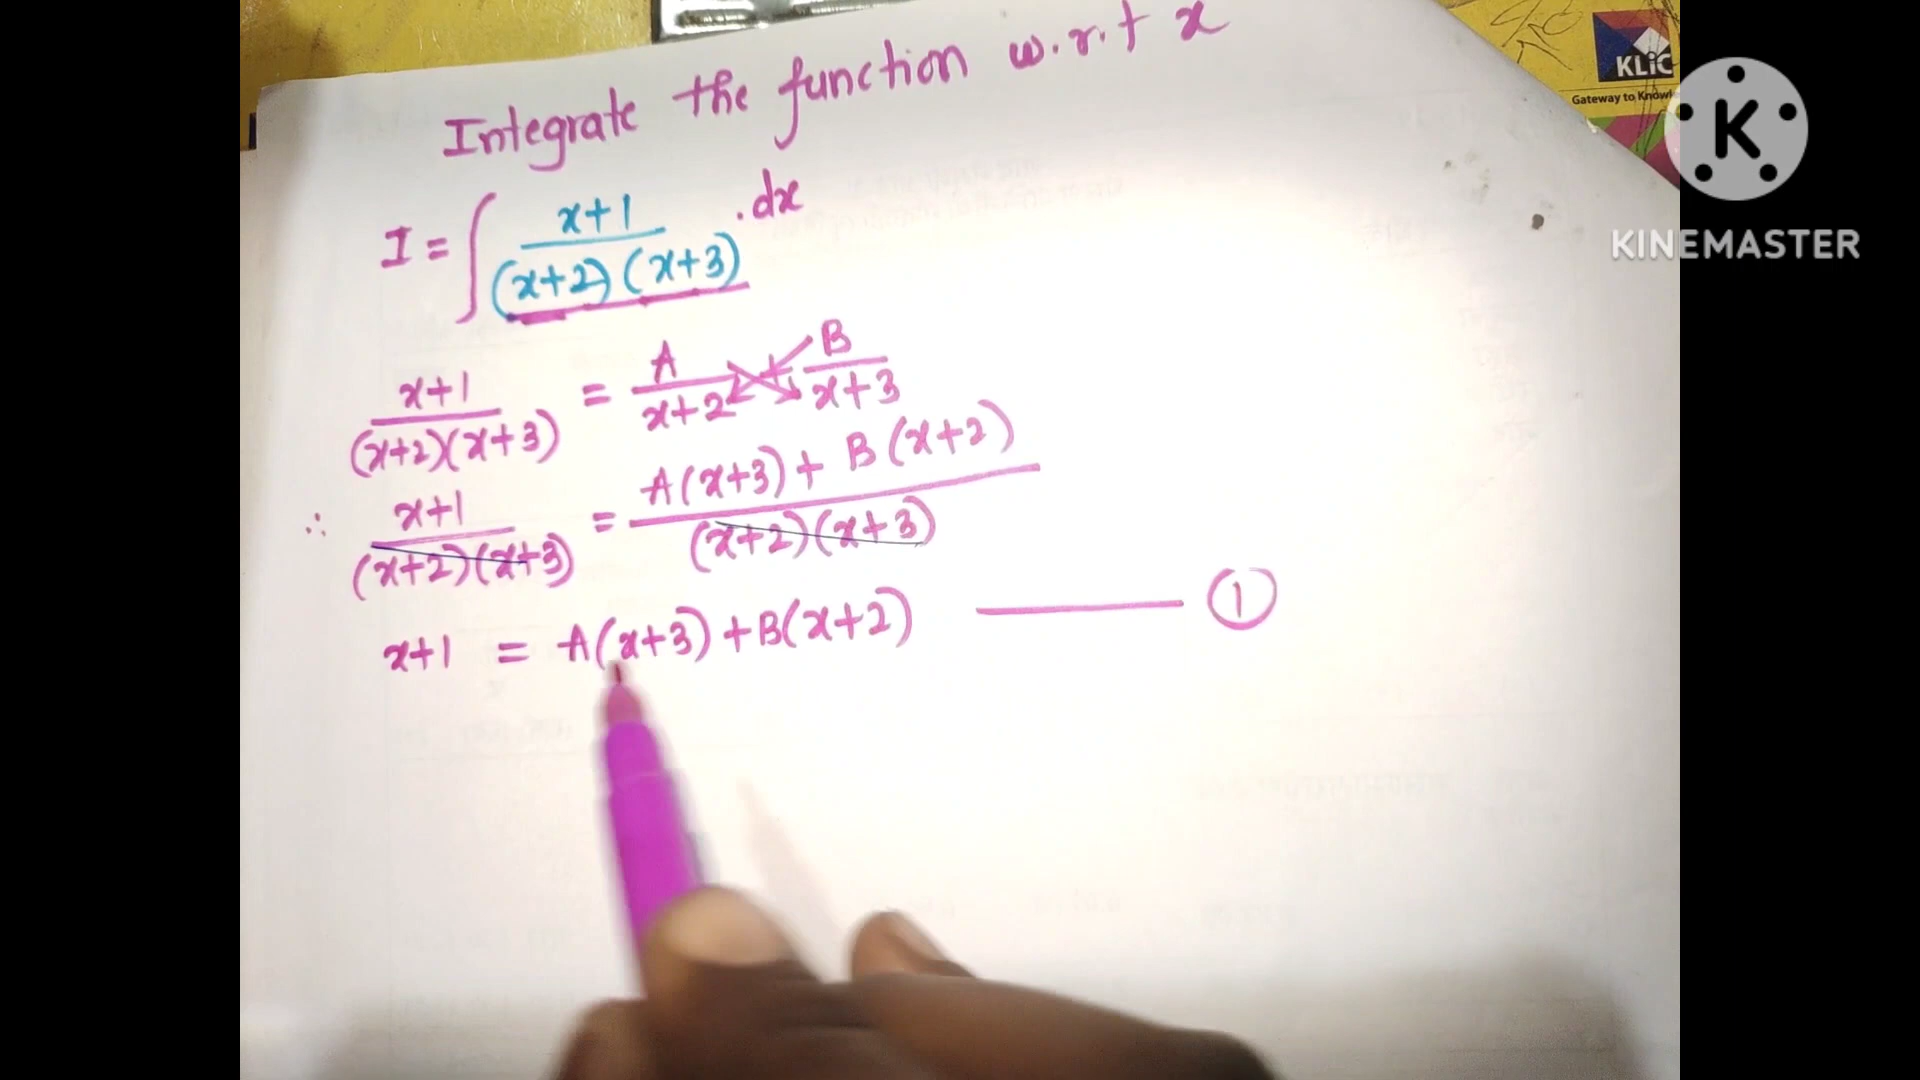 Integrate the function w.r.t x
I = ∫ x+1 / (x+2)(x+3) .dx
x+1 / (x+2)(x+3) = A / x+2 + B / x+3
∴ x+1 / (x+2)(x+3) = A(x+3) + B(x+2) / (x+2)(x+3)
x+1 = A(x+3) + B(x+2) ——— ①
KLiC
Gateway to Knowl
K
KINEMASTER